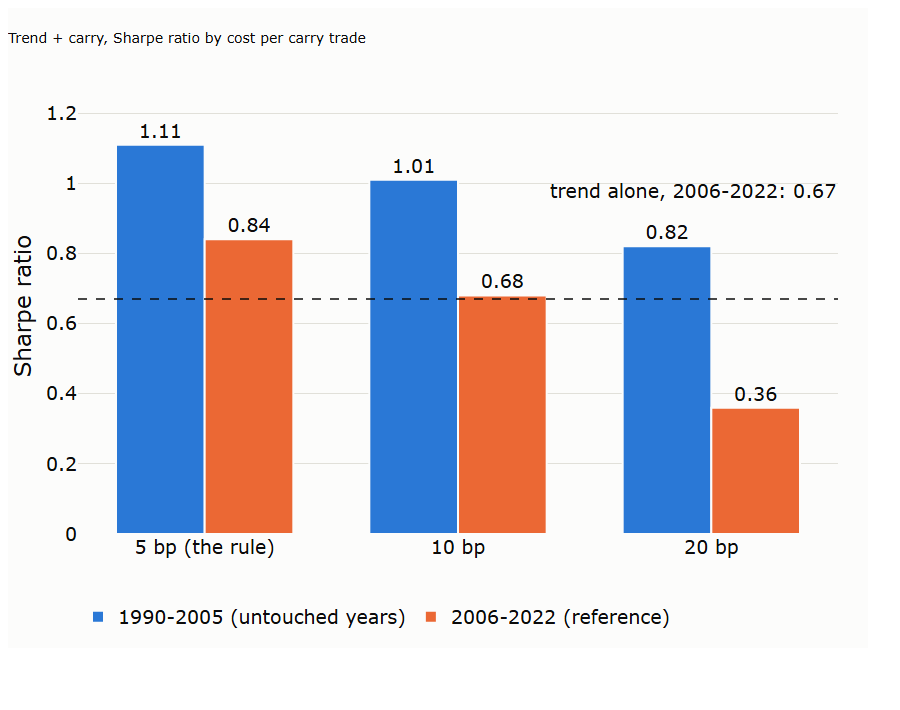 Trend + carry, Sharpe ratio by cost per carry trade
Sharpe ratio
1.2
1
0.8
0.6
0.4
0.2
0
1.11
0.84
1.01
0.68
trend alone, 2006-2022: 0.67
0.82
0.36
5 bp (the rule)
10 bp
20 bp
1990-2005 (untouched years)
2006-2022 (reference)